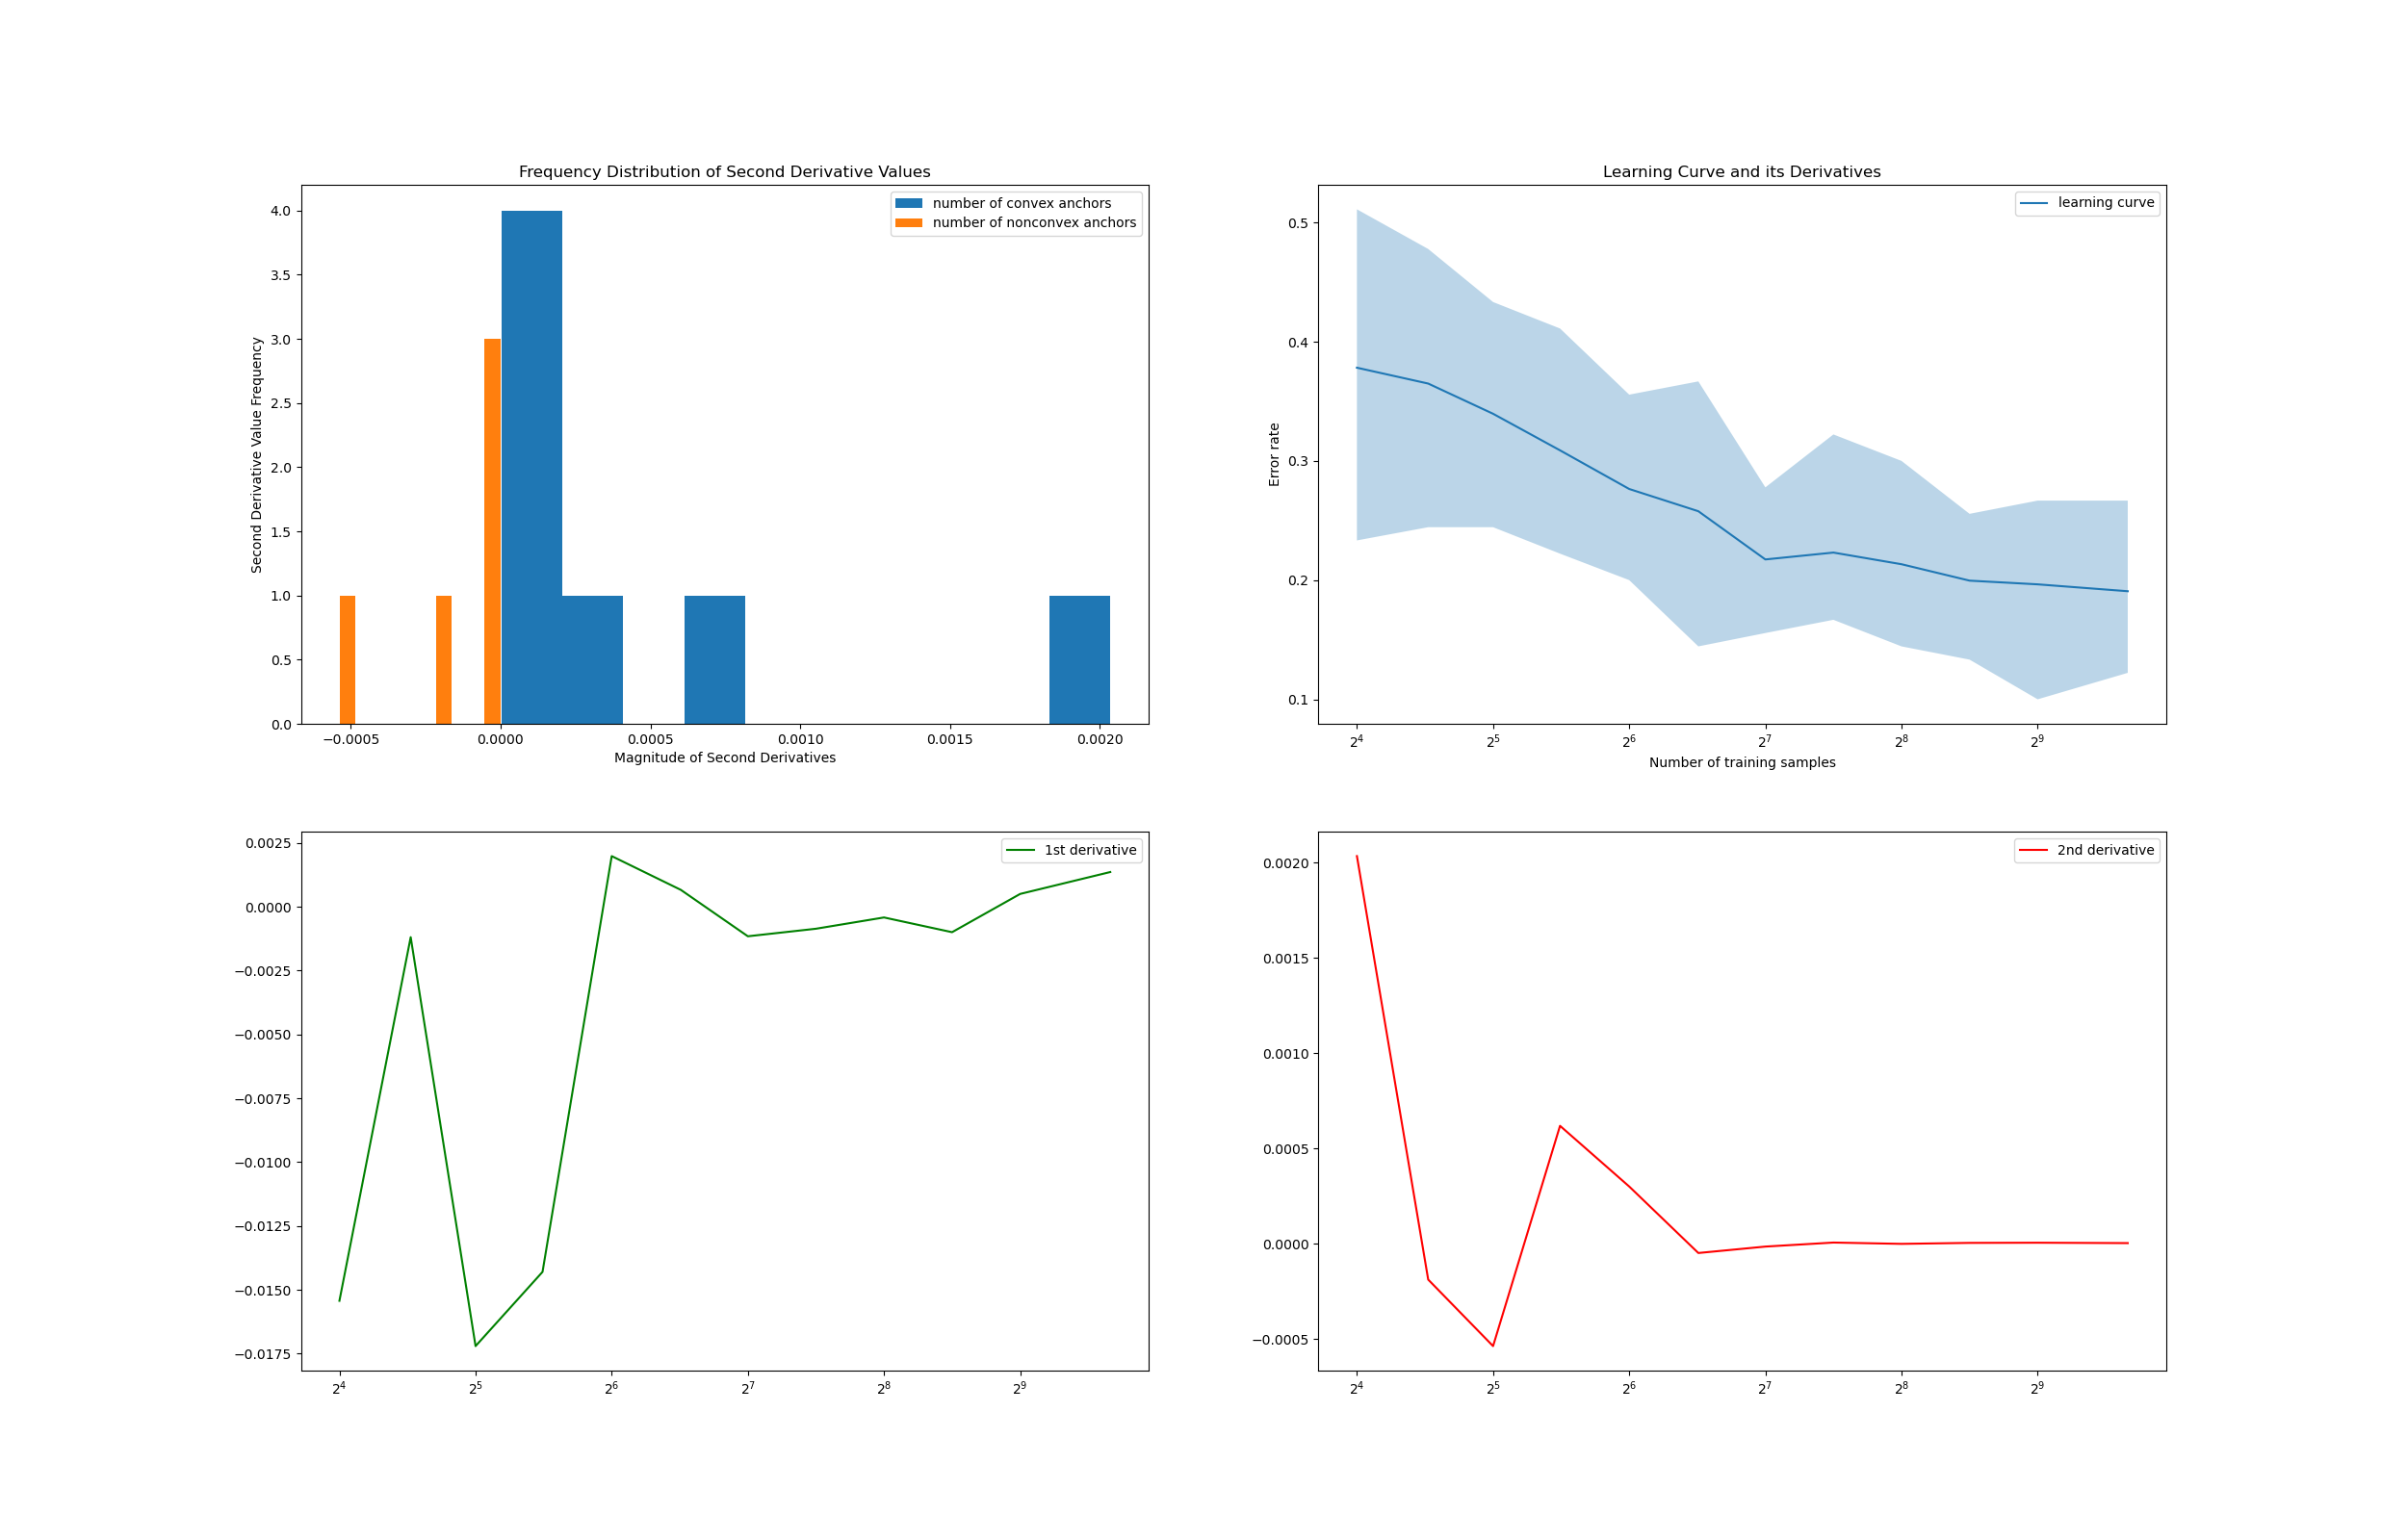 Frequency Distribution of Second Derivative Values
number of convex anchors
number of nonconvex anchors
Second Derivative Value Frequency
4.0
3.5
3.0
2.5
2.0
1.5
1.0
0.5
0.0
−0.0005 0.0000 0.0005 0.0010 0.0015 0.0020
Magnitude of Second Derivatives
Learning Curve and its Derivatives
learning curve
Error rate
0.5
0.4
0.3
0.2
0.1
2⁴ 2⁵ 2⁶ 2⁷ 2⁸ 2⁹
Number of training samples
1st derivative
0.0025
0.0000
−0.0025
−0.0050
−0.0075
−0.0100
−0.0125
−0.0150
−0.0175
2⁴ 2⁵ 2⁶ 2⁷ 2⁸ 2⁹
2nd derivative
0.0020
0.0015
0.0010
0.0005
0.0000
−0.0005
2⁴ 2⁵ 2⁶ 2⁷ 2⁸ 2⁹